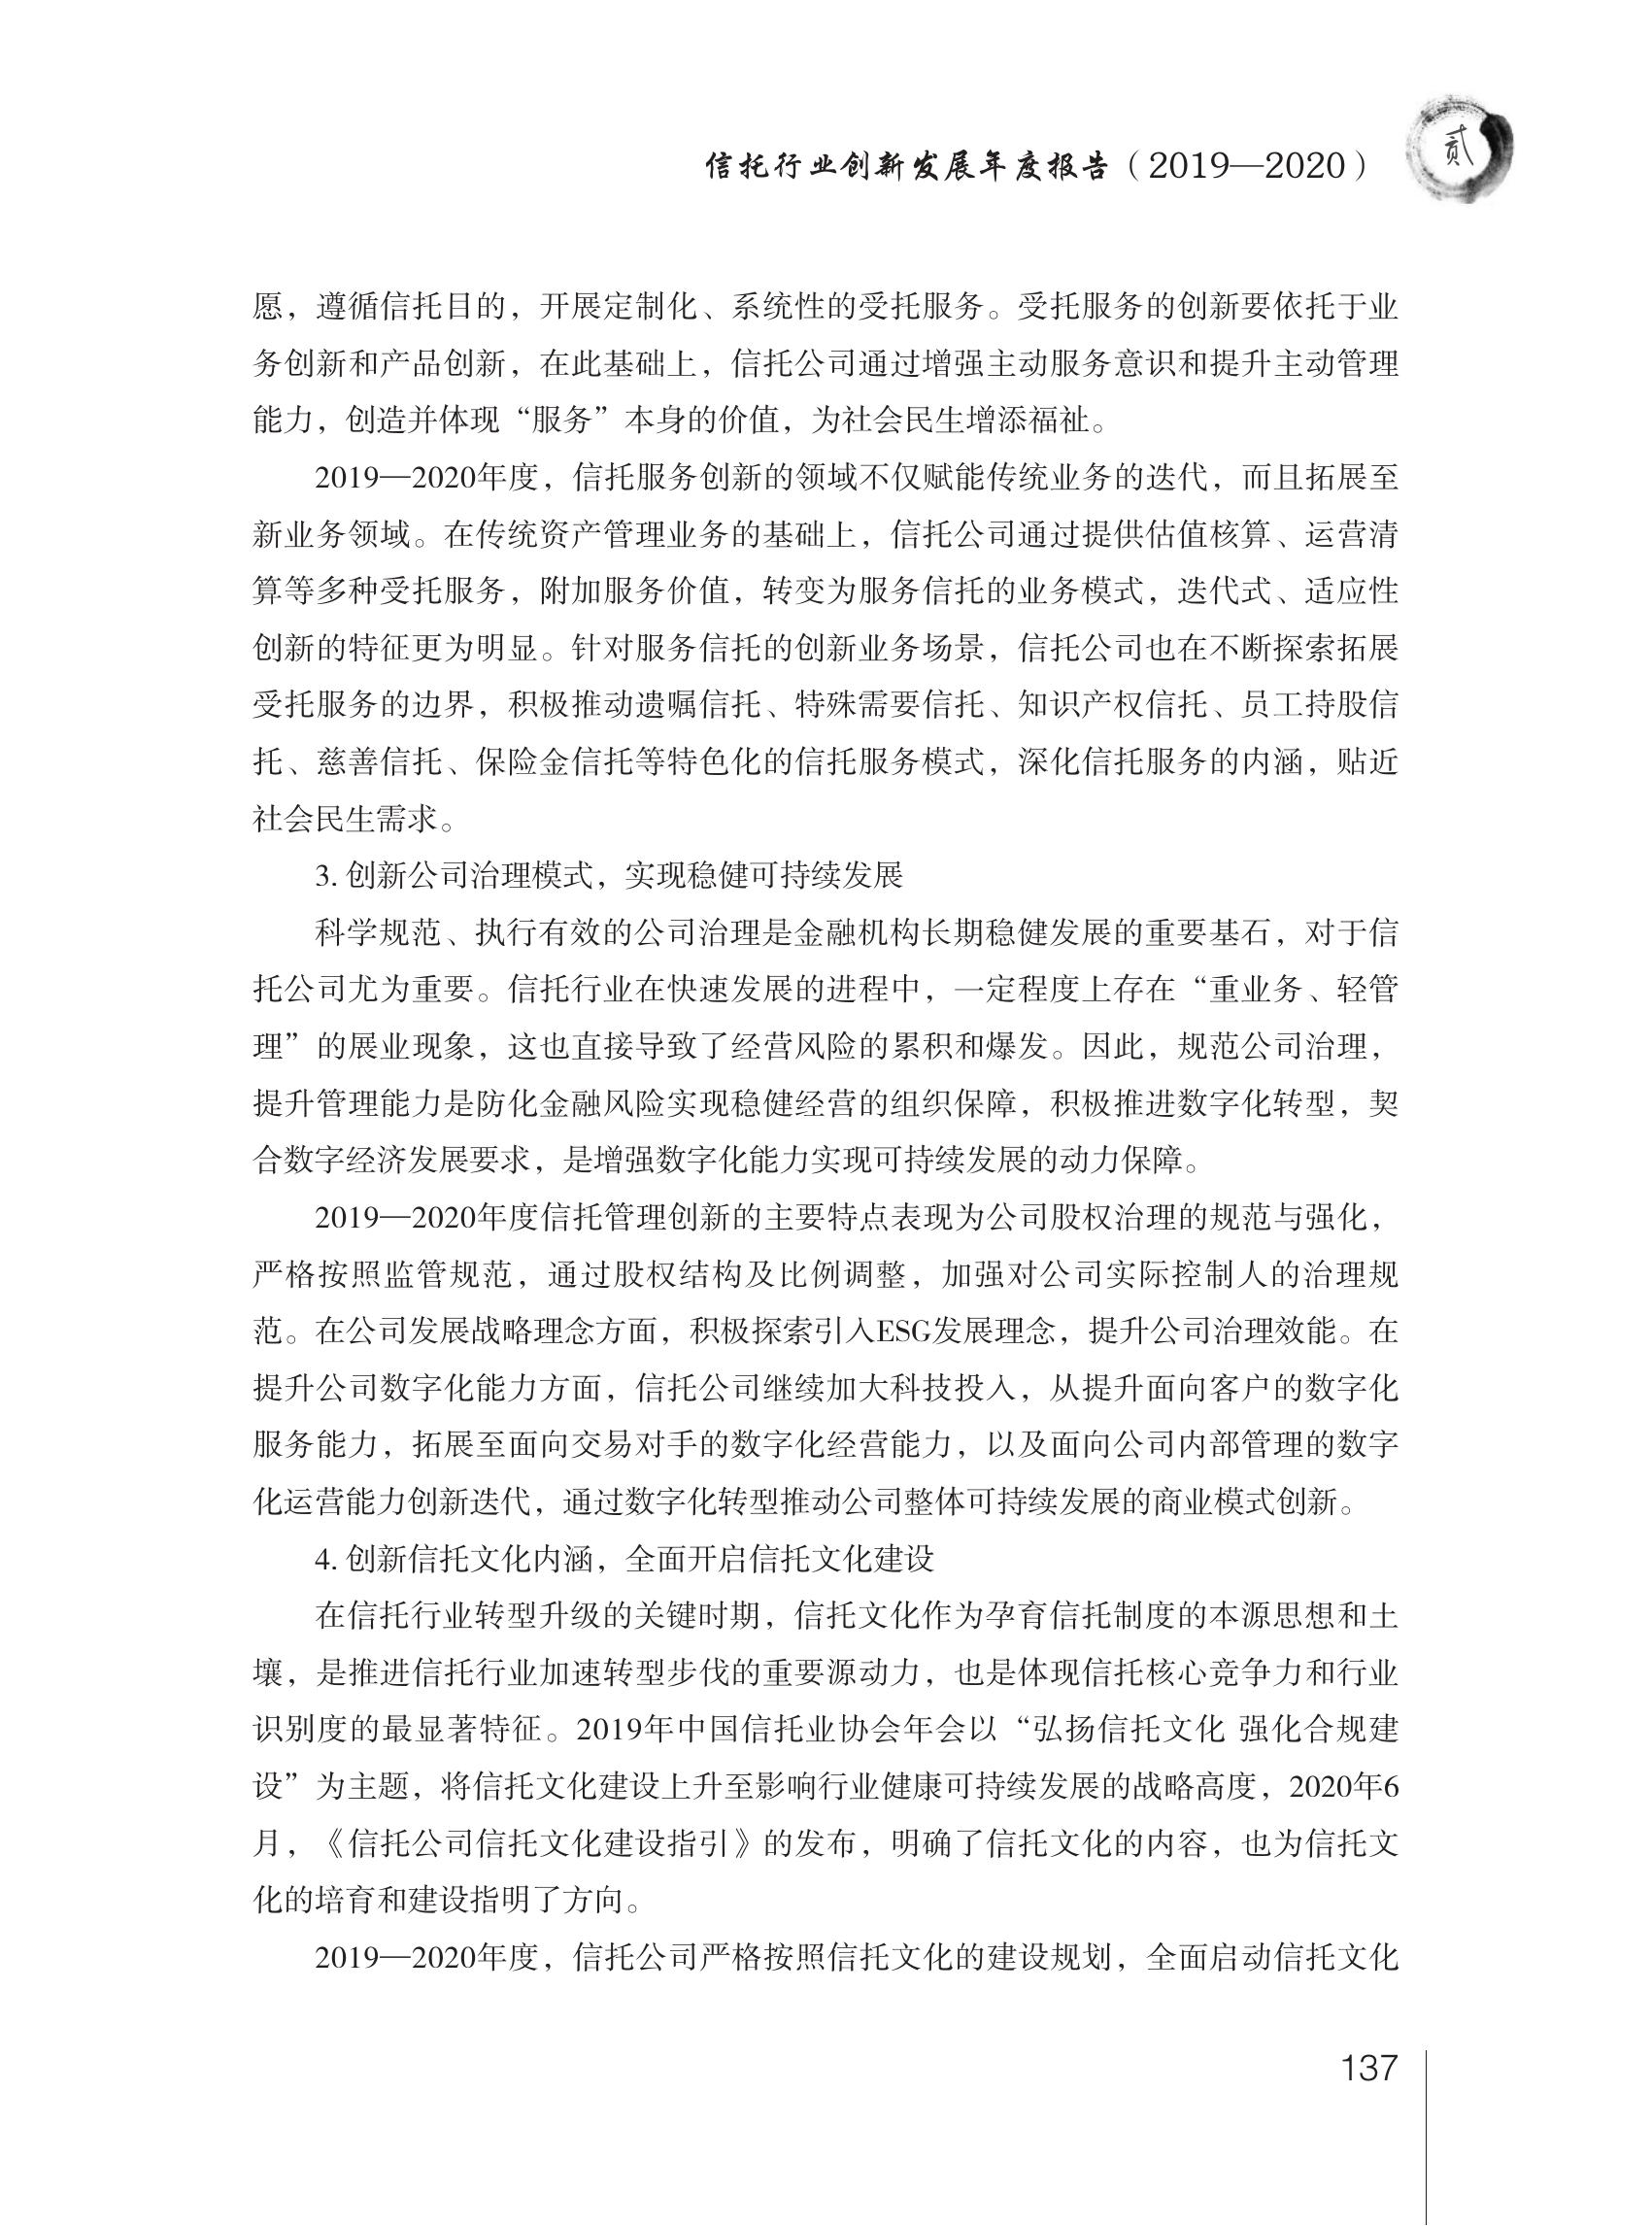 信托行业创新发展年度报告（2019—2020）
贰
愿，遵循信托目的，开展定制化、系统性的受托服务。受托服务的创新要依托于业
务创新和产品创新，在此基础上，信托公司通过增强主动服务意识和提升主动管理
能力，创造并体现“服务”本身的价值，为社会民生增添福祉。
2019—2020年度，信托服务创新的领域不仅赋能传统业务的迭代，而且拓展至
新业务领域。在传统资产管理业务的基础上，信托公司通过提供估值核算、运营清
算等多种受托服务，附加服务价值，转变为服务信托的业务模式，迭代式、适应性
创新的特征更为明显。针对服务信托的创新业务场景，信托公司也在不断探索拓展
受托服务的边界，积极推动遗嘱信托、特殊需要信托、知识产权信托、员工持股信
托、慈善信托、保险金信托等特色化的信托服务模式，深化信托服务的内涵，贴近
社会民生需求。
3. 创新公司治理模式，实现稳健可持续发展
科学规范、执行有效的公司治理是金融机构长期稳健发展的重要基石，对于信
托公司尤为重要。信托行业在快速发展的进程中，一定程度上存在“重业务、轻管
理”的展业现象，这也直接导致了经营风险的累积和爆发。因此，规范公司治理，
提升管理能力是防化金融风险实现稳健经营的组织保障，积极推进数字化转型，契
合数字经济发展要求，是增强数字化能力实现可持续发展的动力保障。
2019—2020年度信托管理创新的主要特点表现为公司股权治理的规范与强化，
严格按照监管规范，通过股权结构及比例调整，加强对公司实际控制人的治理规
范。在公司发展战略理念方面，积极探索引入ESG发展理念，提升公司治理效能。在
提升公司数字化能力方面，信托公司继续加大科技投入，从提升面向客户的数字化
服务能力，拓展至面向交易对手的数字化经营能力，以及面向公司内部管理的数字
化运营能力创新迭代，通过数字化转型推动公司整体可持续发展的商业模式创新。
4. 创新信托文化内涵，全面开启信托文化建设
在信托行业转型升级的关键时期，信托文化作为孕育信托制度的本源思想和土
壤，是推进信托行业加速转型步伐的重要源动力，也是体现信托核心竞争力和行业
识别度的最显著特征。2019年中国信托业协会年会以“弘扬信托文化 强化合规建
设”为主题，将信托文化建设上升至影响行业健康可持续发展的战略高度，2020年6
月，《信托公司信托文化建设指引》的发布，明确了信托文化的内容，也为信托文
化的培育和建设指明了方向。
2019—2020年度，信托公司严格按照信托文化的建设规划，全面启动信托文化
137